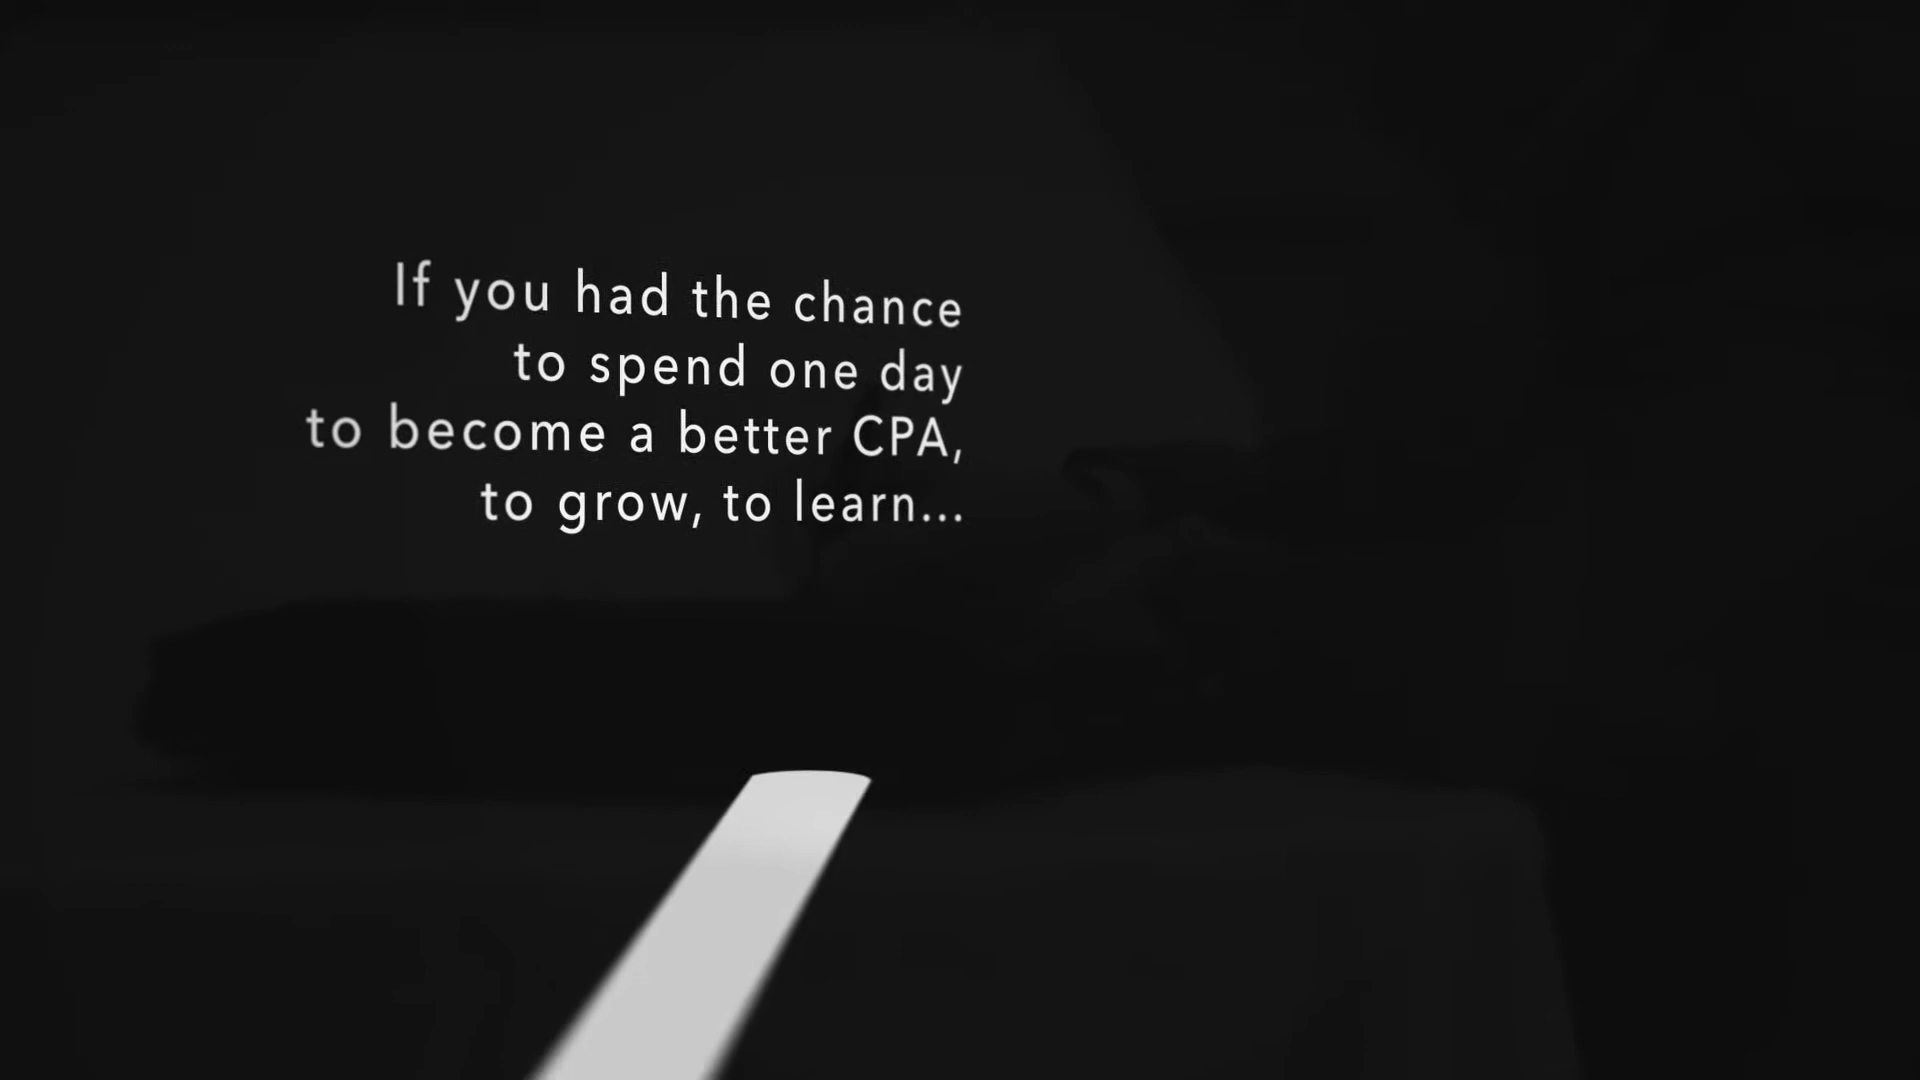 If you had the chance
to spend one day
to become a better CPA,
to grow, to learn...